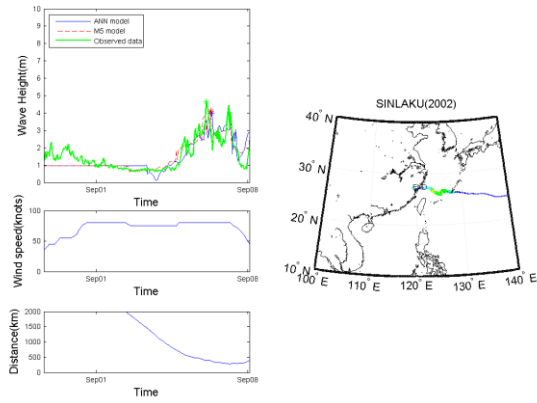 ANN model
M5 model
Observed data
Wave Height(m)
10
9
8
7
6
5
4
3
2
1
0
Sep01
Sep08
Time
Wind speed(Knots)
100
50
0
Sep01
Sep08
Time
Distance(km)
2000
1500
1000
500
0
Sep01
Sep08
Time
SINLAKU(2002)
40° N
30° N
20° N
10° N
110° E
120° E
130° E
140° E